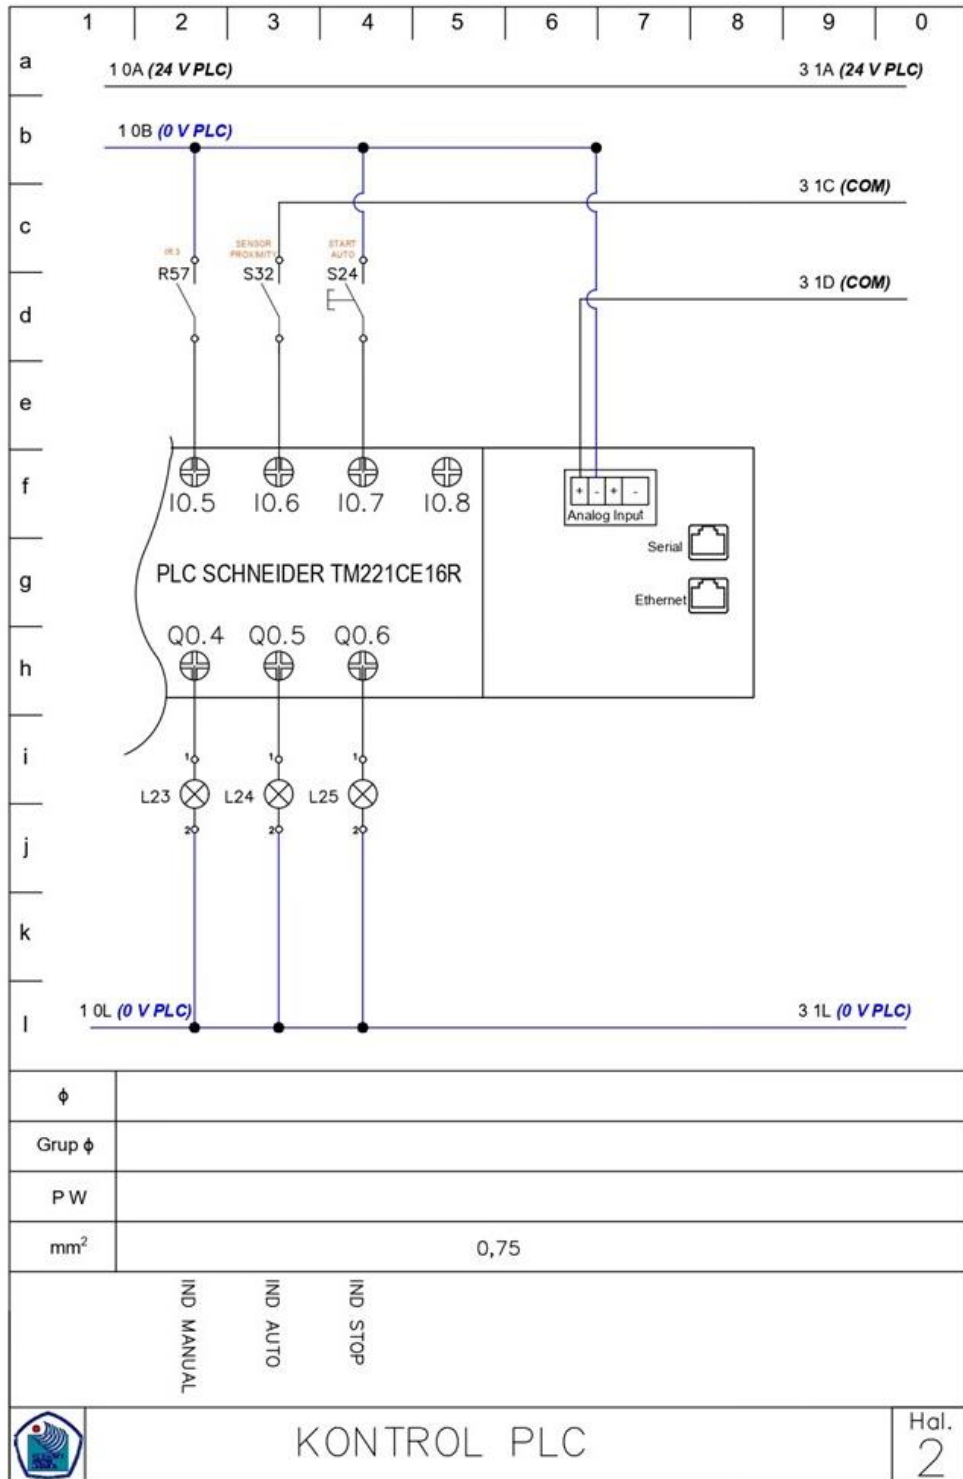 1 2 3 4 5 6 7 8 9 0
a
1 0A (24 V PLC) 3 1A (24 V PLC)
b
1 0B (0 V PLC)
3 1C (COM)
c
IR 3 SENSOR PROXIMITY START AUTO
R57 S32 S24
3 1D (COM)
d
e
f
I0.5 I0.6 I0.7 I0.8
+ - + -
Analog Input
Serial
g
PLC SCHNEIDER TM221CE16R
Ethernet
Q0.4 Q0.5 Q0.6
h
i
1 1 1
L23 L24 L25
2 2 2
j
k
1 0L (0 V PLC) 3 1L (0 V PLC)
l
ϕ
Grup ϕ
P W
mm² 0,75
IND MANUAL
IND AUTO
IND STOP
KONTROL PLC
Hal.
2